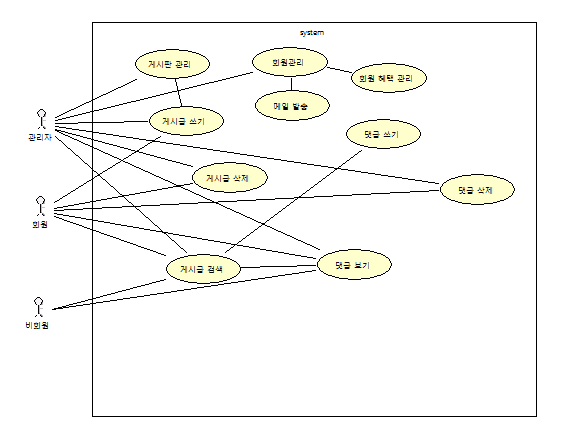 system
게시판 관리
회원관리
회원 혜택 관리
메일 발송
게시글 쓰기
댓글 쓰기
관리자
게시글 삭제
댓글 삭제
회원
게시글 검색
댓글 보기
비회원